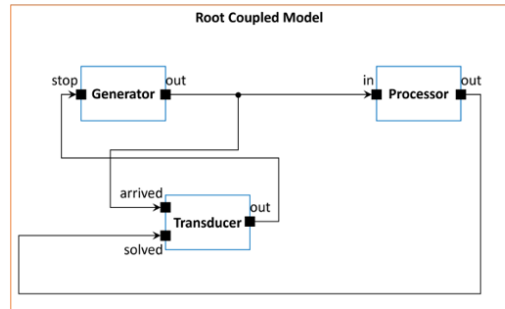 Root Coupled Model
stop
Generator
out
in
Processor
out
arrived
Transducer
out
solved